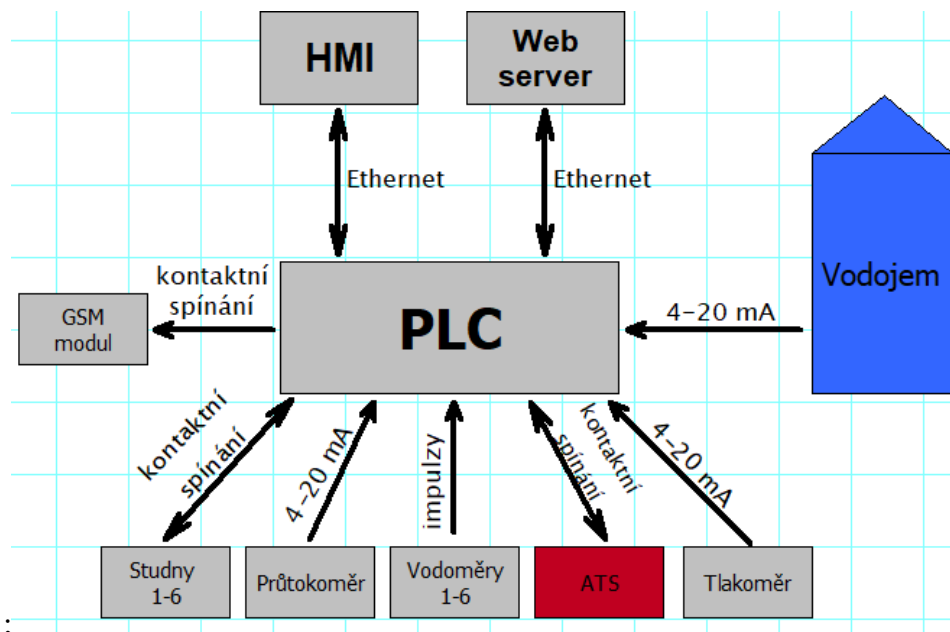 HMI
Web
server
Ethernet
Ethernet
Vodojem
kontaktní
spínání
GSM
modul
PLC
4-20 mA
kontaktní
spínání
4-20 mA
impulzy
kontaktní
spínání
4-20 mA
Studny
1-6
Průtokoměr
Vodoměry
1-6
ATS
Tlakoměr
: